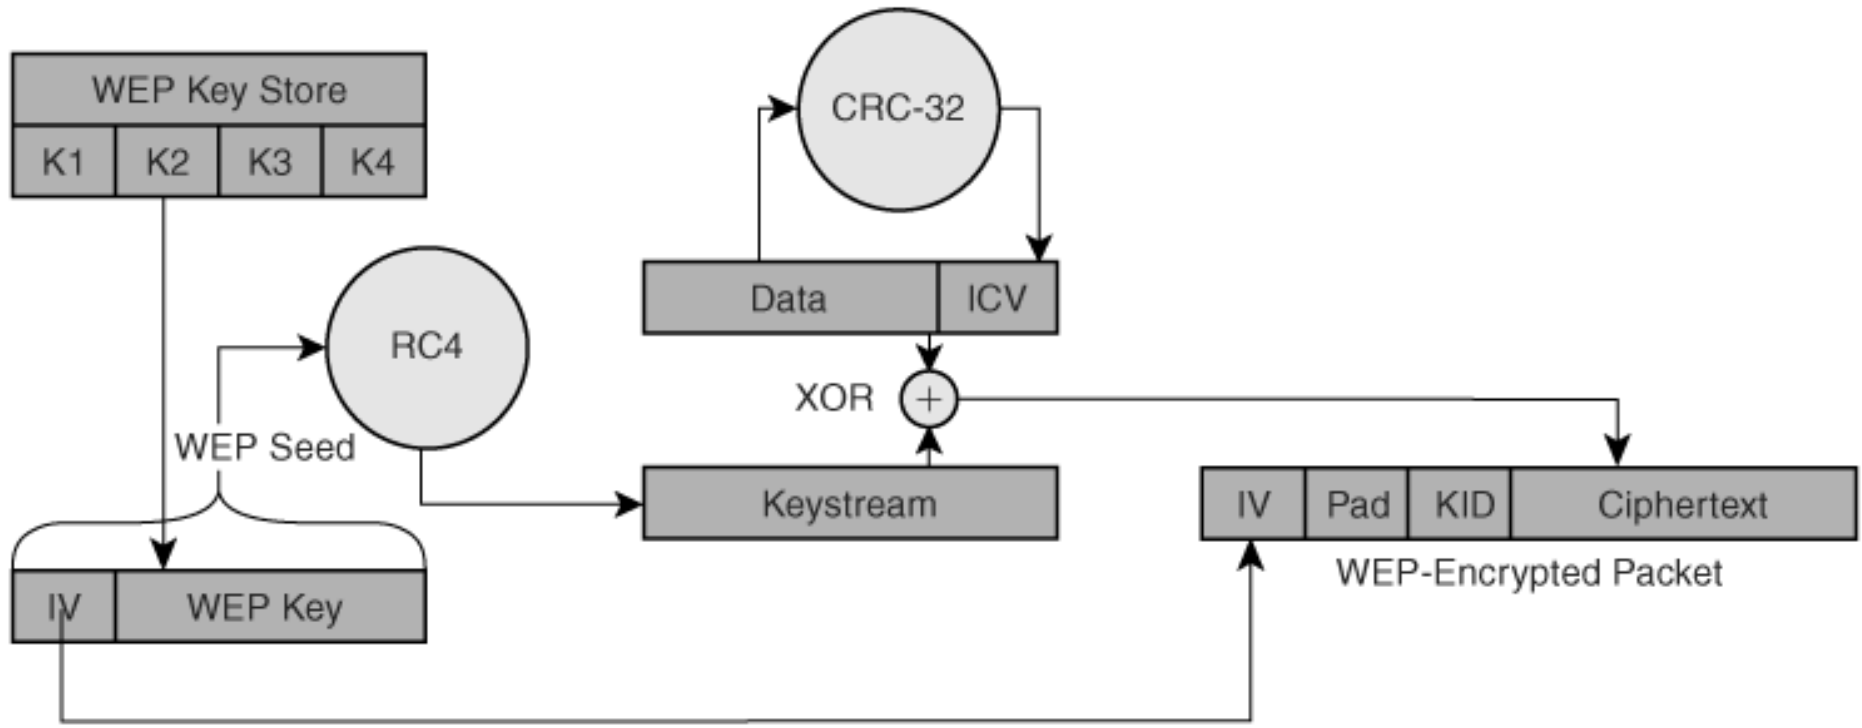 WEP Key Store
K1 K2 K3 K4
CRC-32
Data ICV
RC4
XOR +
WEP Seed
Keystream
IV Pad KID Ciphertext
WEP-Encrypted Packet
IV WEP Key